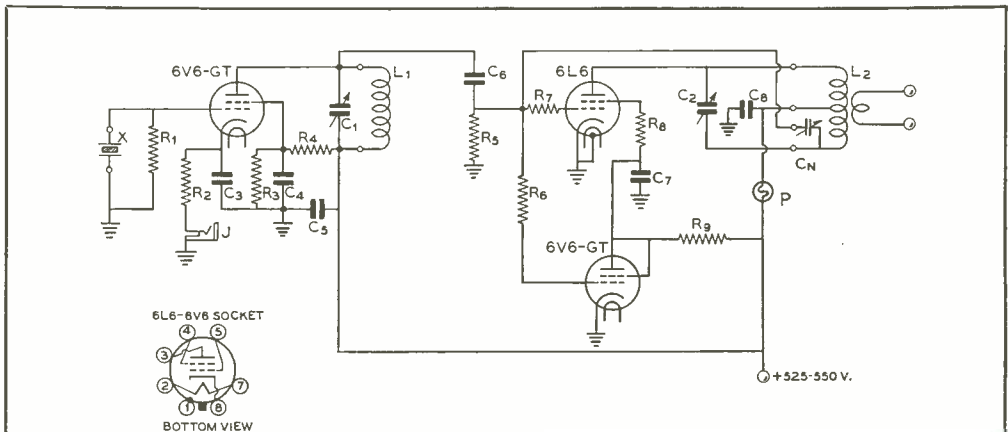 6V6-GT
L1
C6
6L6
L2
R7
C2
C8
X
R1
C1
R4
R5
R8
CN
R2
C3
R3
C4
C7
R6
P
C5
J
6V6-GT
R9
6L6-6V6 SOCKET
4
5
3
2
7
1
8
+525-550 V.
BOTTOM VIEW